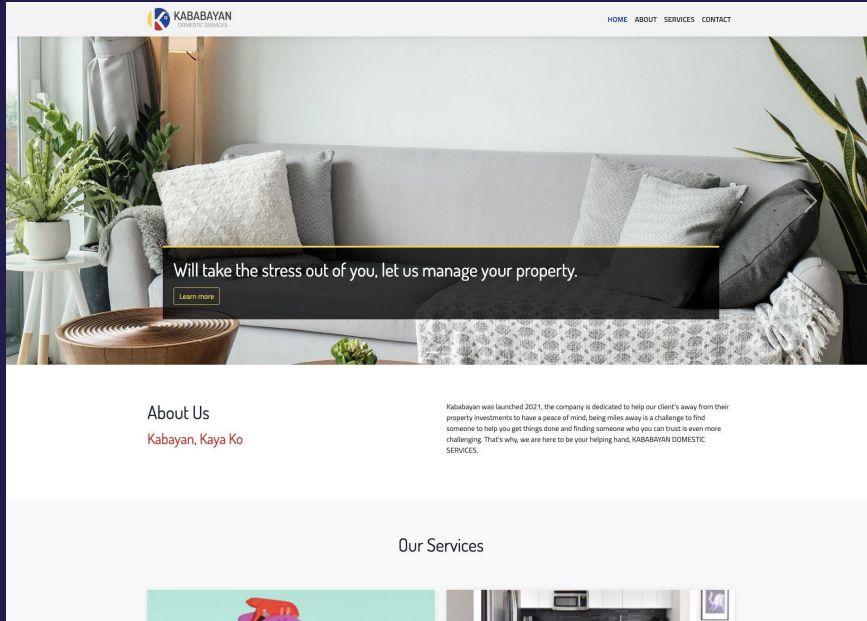 KABABAYAN
DOMESTIC SERVICES
HOME ABOUT SERVICES CONTACT
Will take the stress out of you, let us manage your property.
Learn more
About Us
Kabayan, Kaya Ko
Kababayan was launched 2021, the company is dedicated to help our client's away from their
property investments to have a peace of mind, being miles away is a challenge to find
someone to help you get things done and finding someone who you can trust is even more
challenging. That's why, we are here to be your helping hand, KABABAYAN DOMESTIC
SERVICES.
Our Services